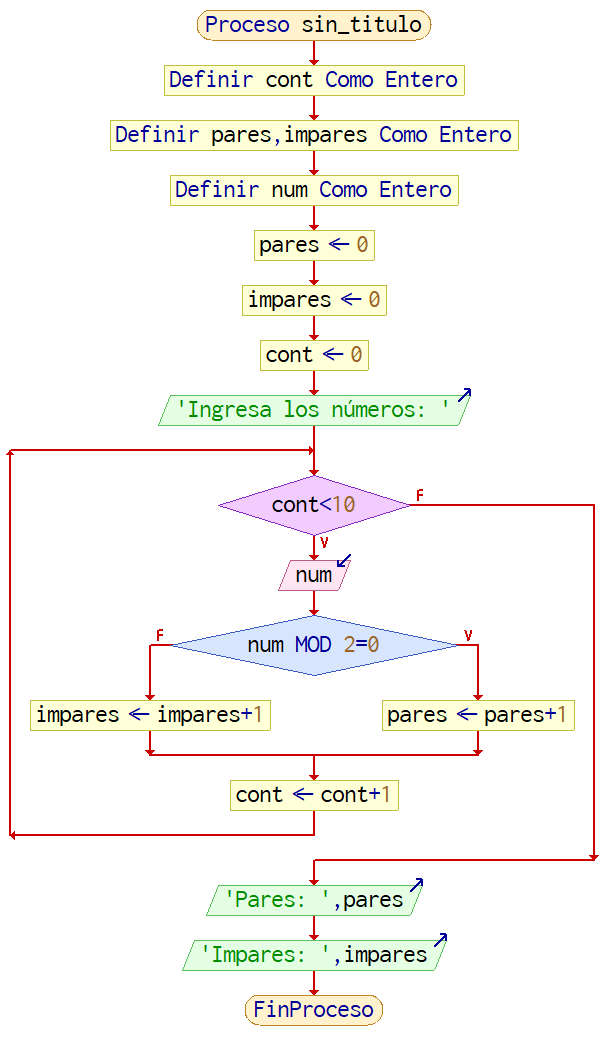 Proceso sin_titulo
Definir cont Como Entero
Definir pares,impares Como Entero
Definir num Como Entero
pares ← 0
impares ← 0
cont ← 0
'Ingresa los números: '
cont<10
F
V
num
num MOD 2=0
F
V
impares ← impares+1
pares ← pares+1
cont ← cont+1
'Pares: ',pares
'Impares: ',impares
FinProceso